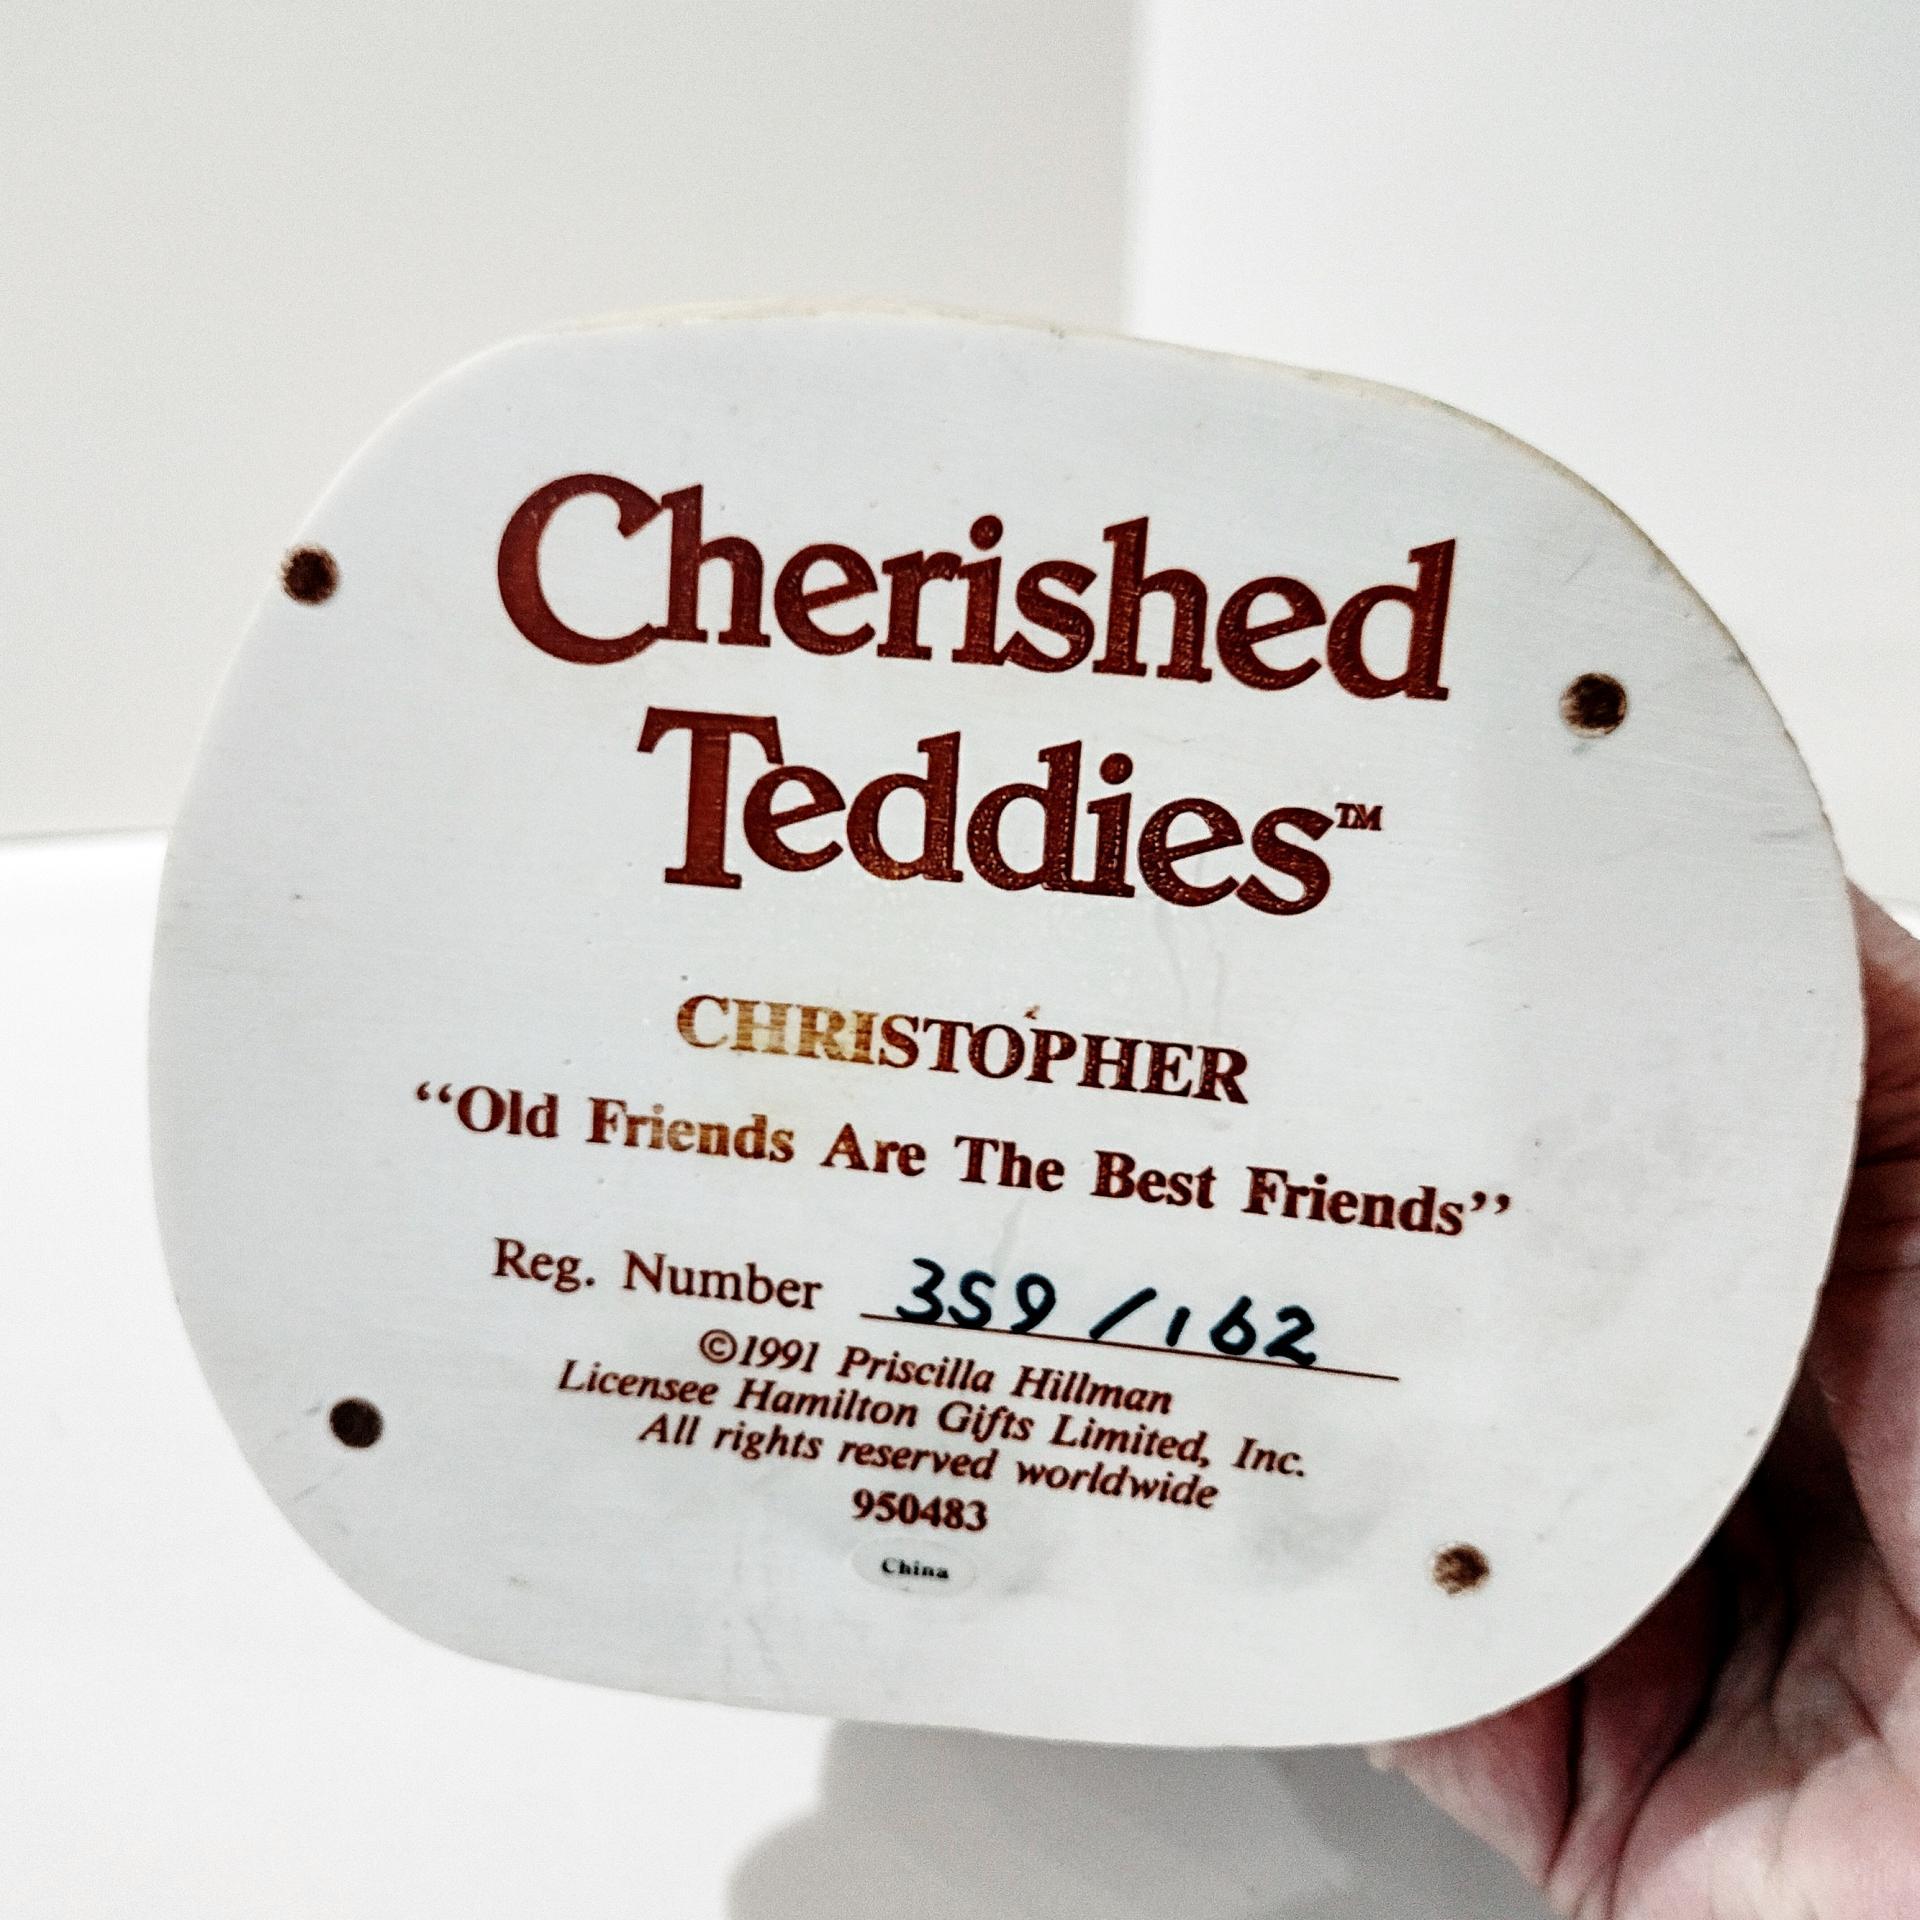 Cherished
Teddies™
CHRISTOPHER
“Old Friends Are The Best Friends”
Reg. Number 359/162
©1991 Priscilla Hillman
Licensee Hamilton Gifts Limited, Inc.
All rights reserved worldwide
950483
China